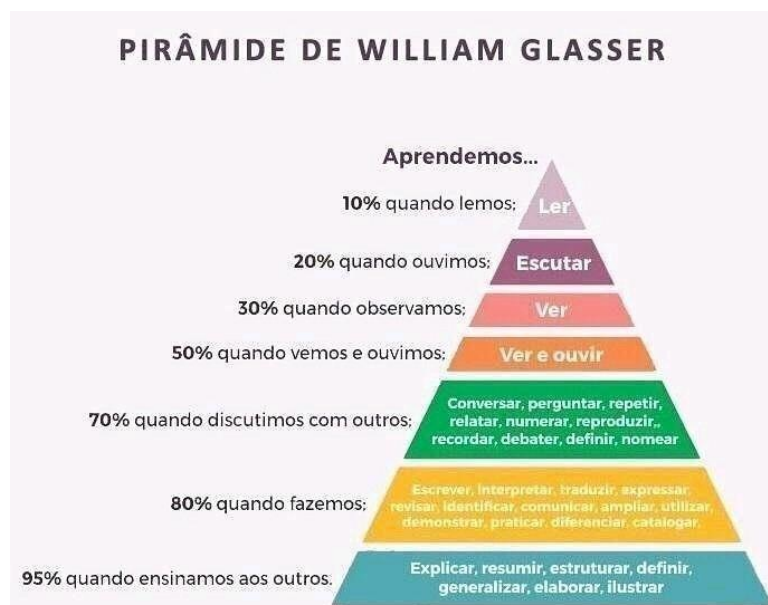 PIRÂMIDE DE WILLIAM GLASSER
Aprendemos...
10% quando lemos;
Ler
20% quando ouvimos;
Escutar
30% quando observamos;
Ver
50% quando vemos e ouvimos;
Ver e ouvir
70% quando discutimos com outros;
Conversar, perguntar, repetir,
relatar, numerar, reproduzir,,
recordar, debater, definir, nomear
80% quando fazemos;
Escrever, interpretar, traduzir, expressar,
revisar, identificar, comunicar, ampliar, utilizar,
demonstrar, praticar, diferenciar, catalogar.
95% quando ensinamos aos outros.
Explicar, resumir, estruturar, definir,
generalizar, elaborar, ilustrar